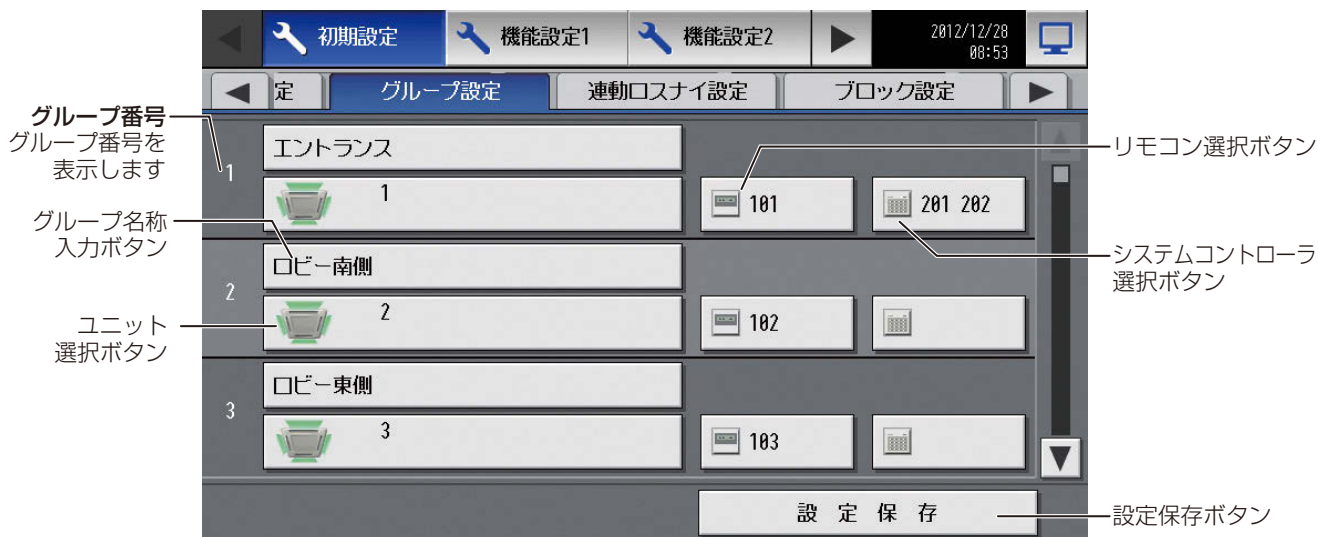 初期設定
機能設定1
機能設定2
2012/12/28
08:53
定
グループ設定
連動ロスナイ設定
ブロック設定
グループ番号
グループ番号を
表示します
1
エントランス
1
101
201 202
リモコン選択ボタン
グループ名称
入力ボタン
システムコントローラ
選択ボタン
2
ロビー南側
2
102
ユニット
選択ボタン
3
ロビー東側
3
103
設定保存
設定保存ボタン